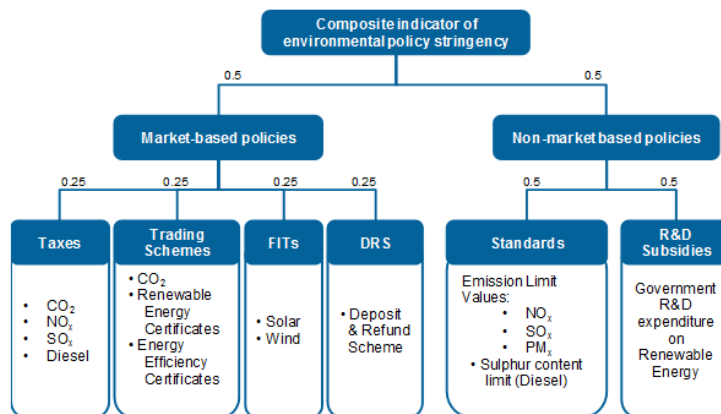 Composite indicator of
environmental policy stringency
0.5
0.5
Market-based policies
Non-market based policies
0.25
0.25
0.25
0.25
0.5
0.5
Taxes
• CO₂
• NOₓ
• SOₓ
• Diesel
Trading
Schemes
• CO₂
• Renewable
Energy
Certificates
• Energy
Efficiency
Certificates
FITs
• Solar
• Wind
DRS
• Deposit
& Refund
Scheme
Standards
Emission Limit
Values:
• NOₓ
• SOₓ
• PMₓ
• Sulphur content
limit (Diesel)
R&D
Subsidies
Government
R&D
expenditure
on
Renewable
Energy